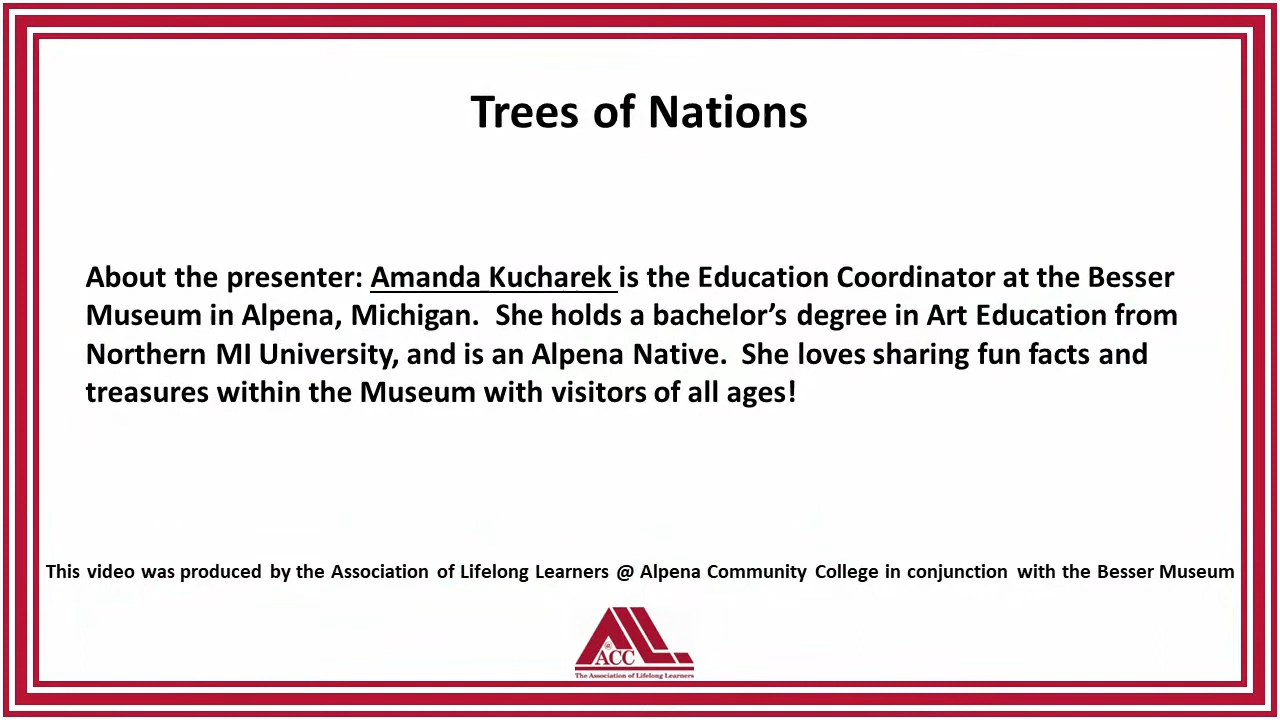 Trees of Nations
About the presenter: Amanda Kucharek is the Education Coordinator at the Besser
Museum in Alpena, Michigan.  She holds a bachelor’s degree in Art Education from
Northern MI University, and is an Alpena Native.  She loves sharing fun facts and
treasures within the Museum with visitors of all ages!
This video was produced by the Association of Lifelong Learners @ Alpena Community College in conjunction with the Besser Museum
@
ACC
The Association of Lifelong Learners